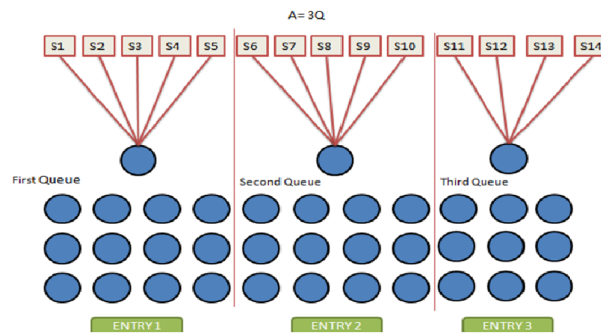 A= 3Q
S1 S2 S3 S4 S5 S6 S7 S8 S9 S10 S11 S12 S13 S14
First Queue Second Queue Third Queue
ENTRY 1 ENTRY 2 ENTRY 3